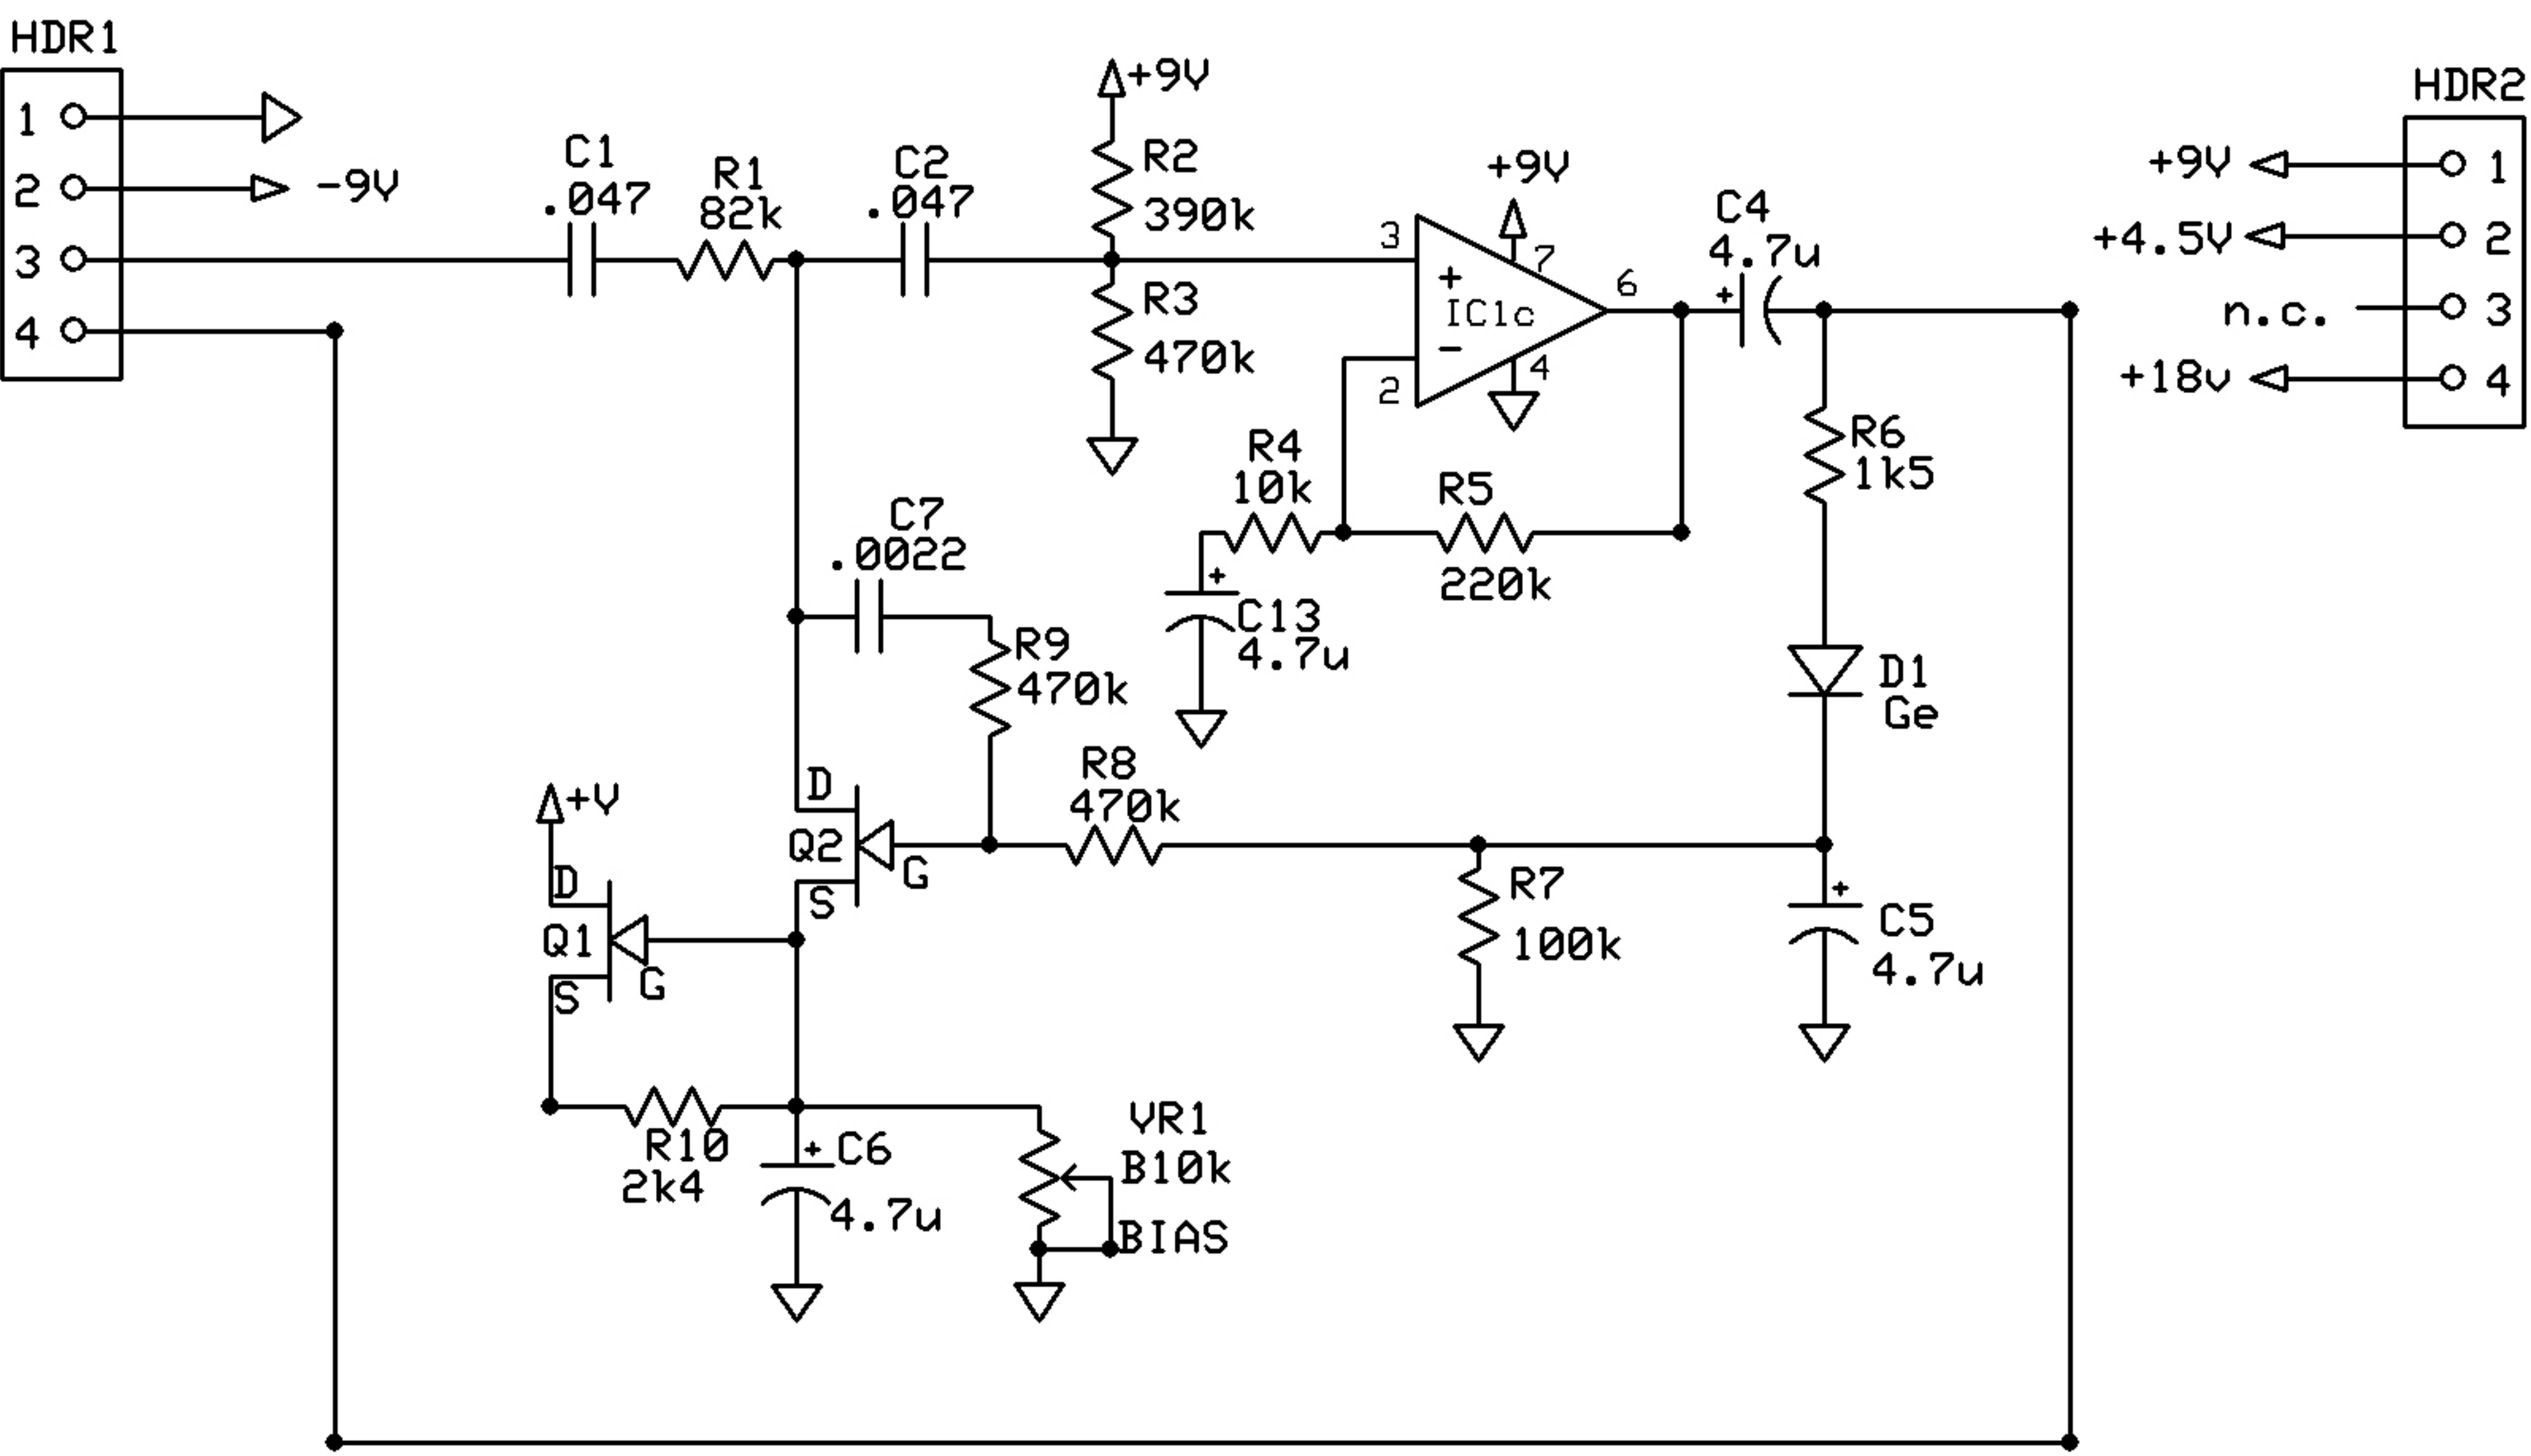 HDR1
1
2
3
4
-9V
C1
.047
R1
82k
C2
.047
+9V
R2
390k
R3
470k
+9V
3
+
IC1c
-
2
7
4
6
C4
4.7u
+
HDR2
+9V
1
+4.5V
2
n.c.
3
+18v
4
R4
10k
R5
220k
+
C13
4.7u
R6
1k5
D1
Ge
C7
.0022
R9
470k
R8
470k
D
Q2
G
S
+V
D
Q1
G
S
R7
100k
+
C5
4.7u
R10
2k4
+
C6
4.7u
VR1
B10k
BIAS